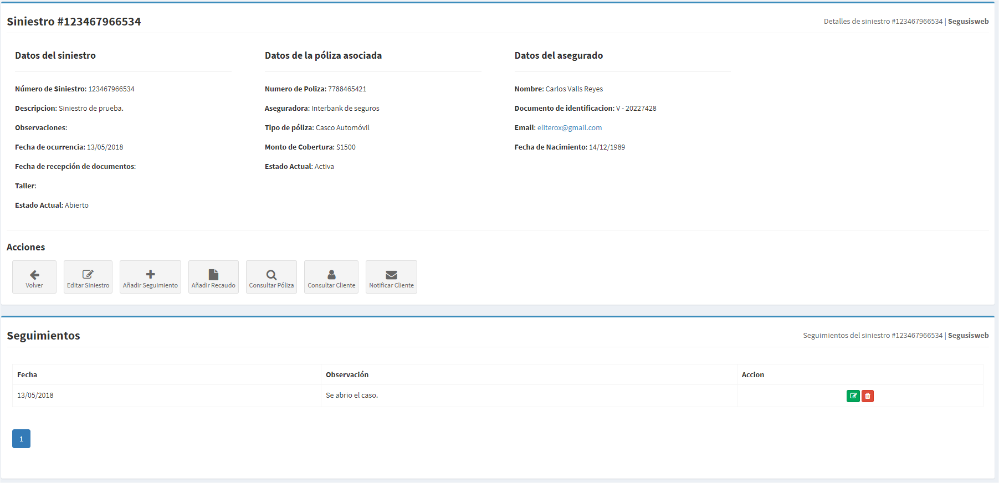 Siniestro #123467966534
Detalles de siniestro #123467966534 | Segusisweb
Datos del siniestro
Número de Siniestro: 123467966534
Descripcion: Siniestro de prueba.
Observaciones:
Fecha de ocurrencia: 13/05/2018
Fecha de recepción de documentos:
Taller:
Estado Actual: Abierto
Datos de la póliza asociada
Numero de Poliza: 7788465421
Aseguradora: Interbank de seguros
Tipo de póliza: Casco Automóvil
Monto de Cobertura: $1500
Estado Actual: Activa
Datos del asegurado
Nombre: Carlos Valls Reyes
Documento de identificacion: V - 20227428
Email: eliterox@gmail.com
Fecha de Nacimiento: 14/12/1989
Acciones
Volver
Editar Siniestro
Añadir Seguimiento
Añadir Recaudo
Consultar Póliza
Consultar Cliente
Notificar Cliente
Seguimientos
Seguimientos del siniestro #123467966534 | Segusisweb
Fecha Observación Accion
13/05/2018 Se abrio el caso.
1